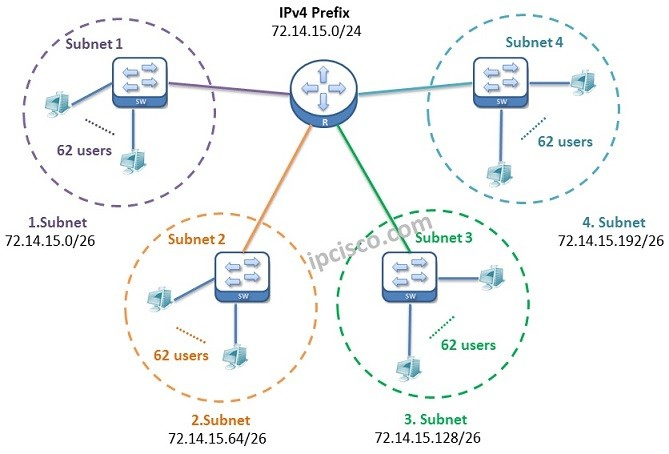 IPv4 Prefix
72.14.15.0/24
R
Subnet 1
SW
62 users
1.Subnet
72.14.15.0/26
Subnet 2
SW
62 users
2.Subnet
72.14.15.64/26
Subnet 3
SW
62 users
3. Subnet
72.14.15.128/26
Subnet 4
SW
62 users
4. Subnet
72.14.15.192/26
ipcisco.com